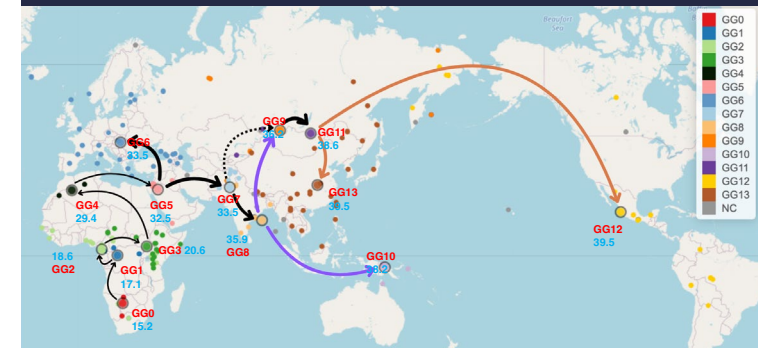 Beaufort
Sea
GG0
GG1
GG2
GG3
GG4
GG5
GG6
GG7
GG8
GG9
GG10
GG11
GG12
GG13
NC
GG9
GG11
38.6
GG6
33.5
GG4
29.4
GG5
32.5
GG7
33.5
GG13
39.5
GG12
39.5
35.9
GG8
18.6
GG2
GG3 20.6
GG1
17.1
GG10
GG0
15.2